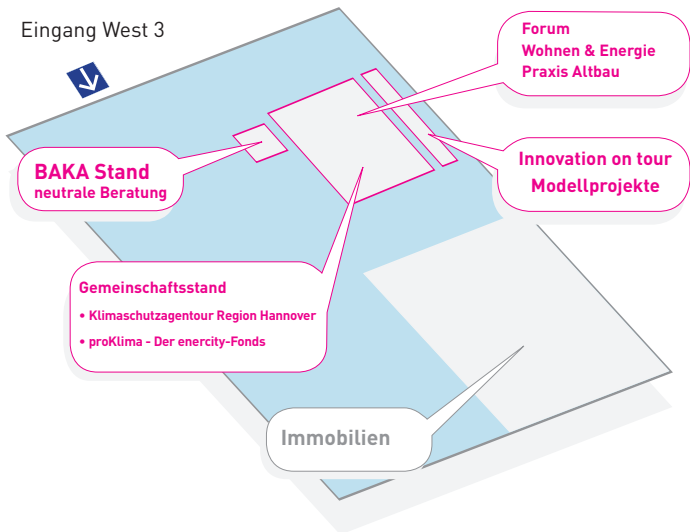 Eingang West 3
Forum
Wohnen & Energie
Praxis Altbau
BAKA Stand
neutrale Beratung
Innovation on tour
Modellprojekte
Gemeinschaftsstand
• Klimaschutzagentour Region Hannover
• proKlima - Der enercity-Fonds
Immobilien